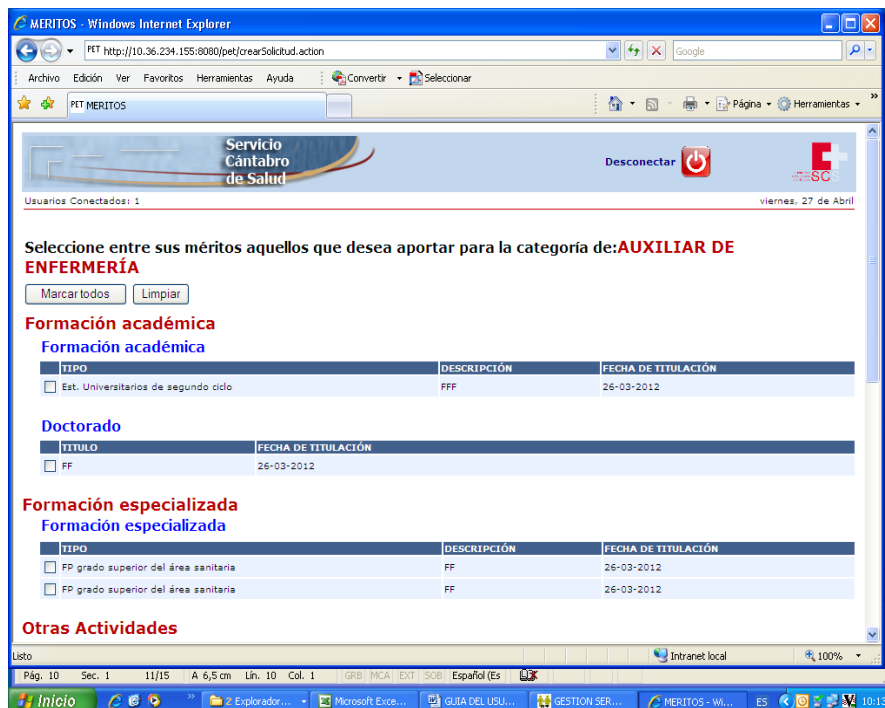 MERITOS - Windows Internet Explorer
PET http://10.36.234.155:8080/pet/crearSolicitud.action
Google
Archivo Edición Ver Favoritos Herramientas Ayuda Convertir Seleccionar
PET MERITOS Página Herramientas »
Servicio
Cántabro
de Salud
Desconectar
SCS
Usuarios Conectados: 1 viernes, 27 de Abril
Seleccione entre sus méritos aquellos que desea aportar para la categoría de:AUXILIAR DE
ENFERMERÍA
Marcar todos Limpiar
Formación académica
Formación académica
TIPO DESCRIPCIÓN FECHA DE TITULACIÓN
Est. Universitarios de segundo ciclo FFF 26-03-2012
Doctorado
TITULO FECHA DE TITULACIÓN
FF 26-03-2012
Formación especializada
Formación especializada
TIPO DESCRIPCIÓN FECHA DE TITULACIÓN
FP grado superior del área sanitaria FF 26-03-2012
FP grado superior del área sanitaria FF 26-03-2012
Otras Actividades
Listo Intranet local 100%
Pág. 10 Sec. 1 11/15 A 6,5 cm Lín. 10 Col. 1 GRB MCA EXT SOB Español (Es
Inicio » 2 Explorador... Microsoft Exce... GUIA DEL USU... GESTION SER... MERITOS - Wi... ES 10:13